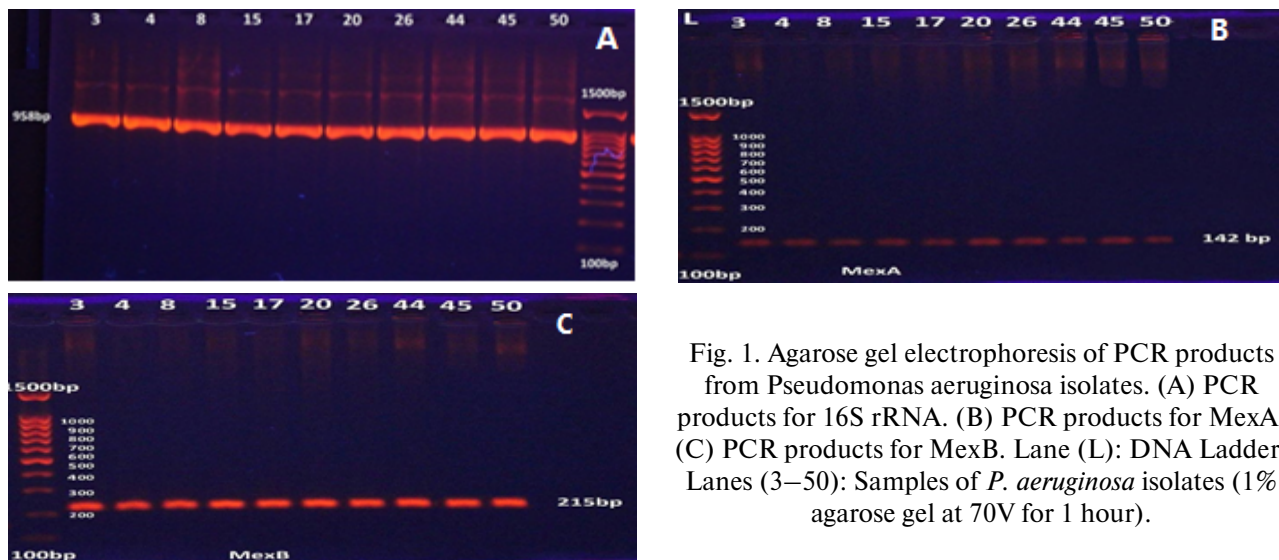 3 4 8 15 17 20 26 44 45 50
A
1500bp
958bp
100bp
L 3 4 8 15 17 20 26 44 45 50
B
1500bp
1000
900
800
700
600
500
400
300
200
142 bp
100bp
MexA
3 4 8 15 17 20 26 44 45 50
C
1500bp
1000
900
800
700
600
500
400
300
200
215bp
100bp
MexB
Fig. 1. Agarose gel electrophoresis of PCR products
from Pseudomonas aeruginosa isolates. (A) PCR
products for 16S rRNA. (B) PCR products for MexA
(C) PCR products for MexB. Lane (L): DNA Ladder
Lanes (3–50): Samples of P. aeruginosa isolates (1%
agarose gel at 70V for 1 hour).